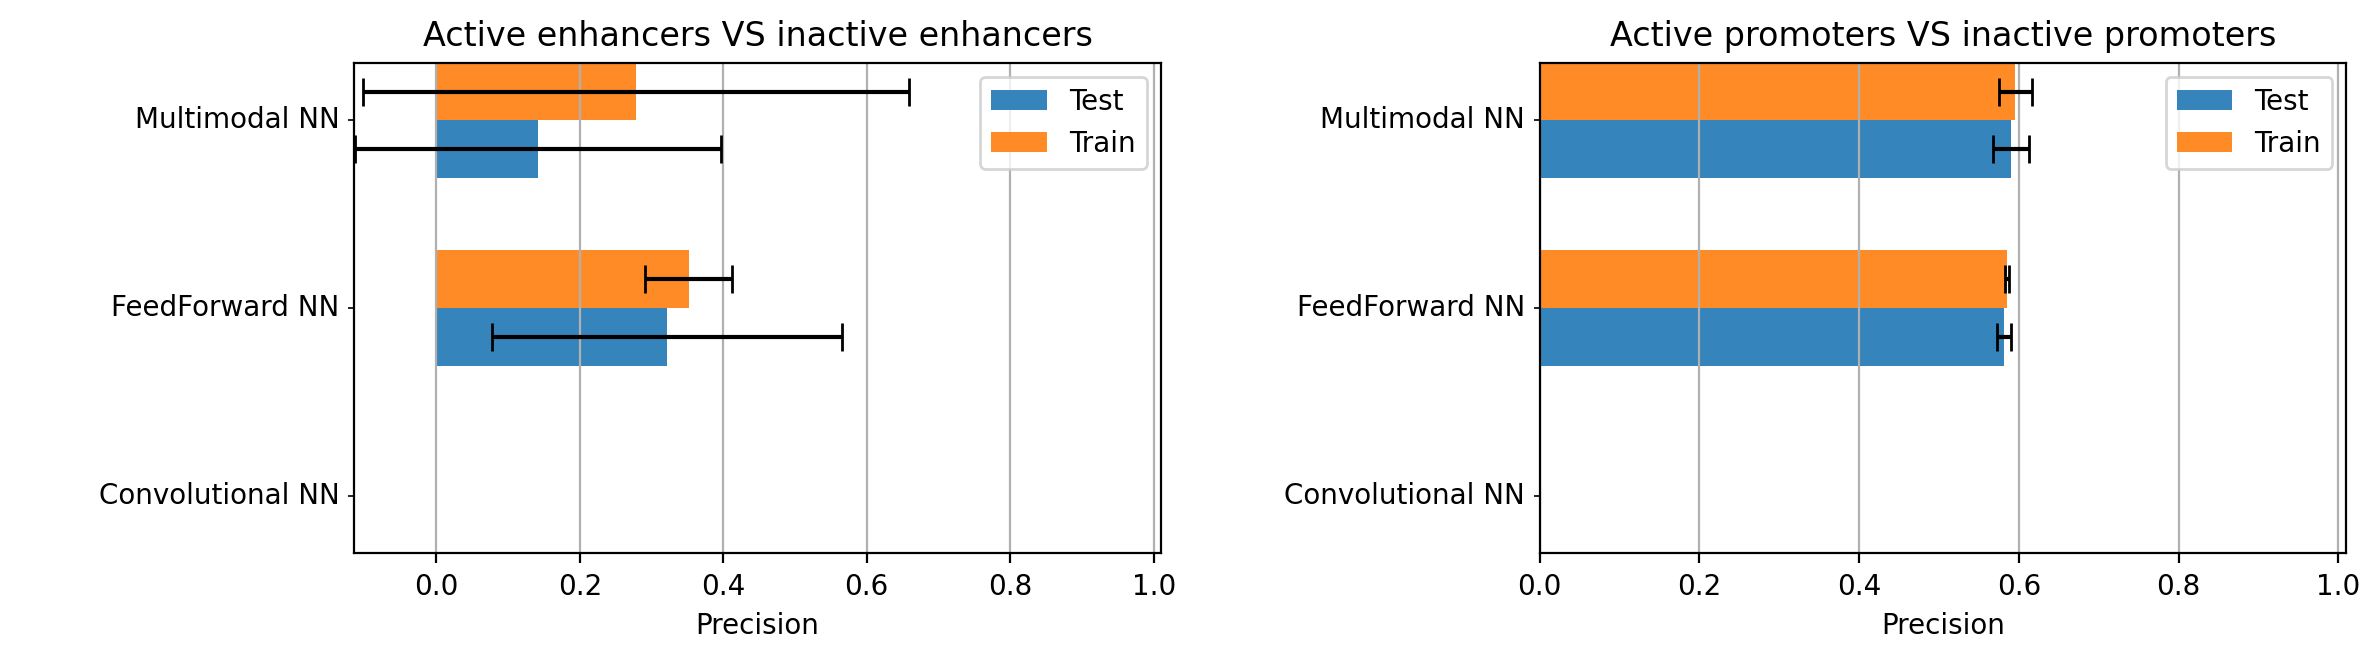 Active enhancers VS inactive enhancers
Multimodal NN
FeedForward NN
Convolutional NN
Test
Train
0.0 0.2 0.4 0.6 0.8 1.0
Precision
Active promoters VS inactive promoters
Multimodal NN
FeedForward NN
Convolutional NN
Test
Train
0.0 0.2 0.4 0.6 0.8 1.0
Precision